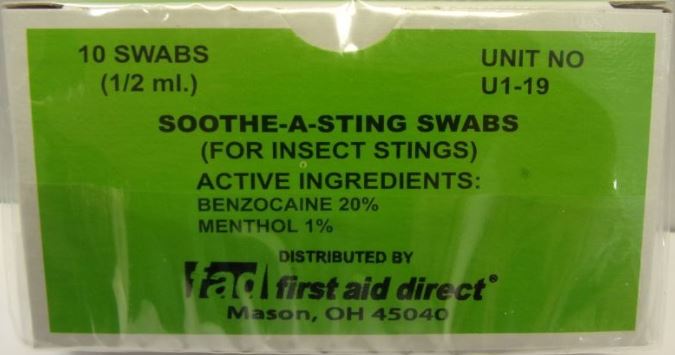 10 SWABS
(1/2 ml.)
UNIT NO
U1-19
SOOTHE-A-STING SWABS
(FOR INSECT STINGS)
ACTIVE INGREDIENTS:
BENZOCAINE 20%
MENTHOL 1%
DISTRIBUTED BY
fad first aid direct®
Mason, OH 45040